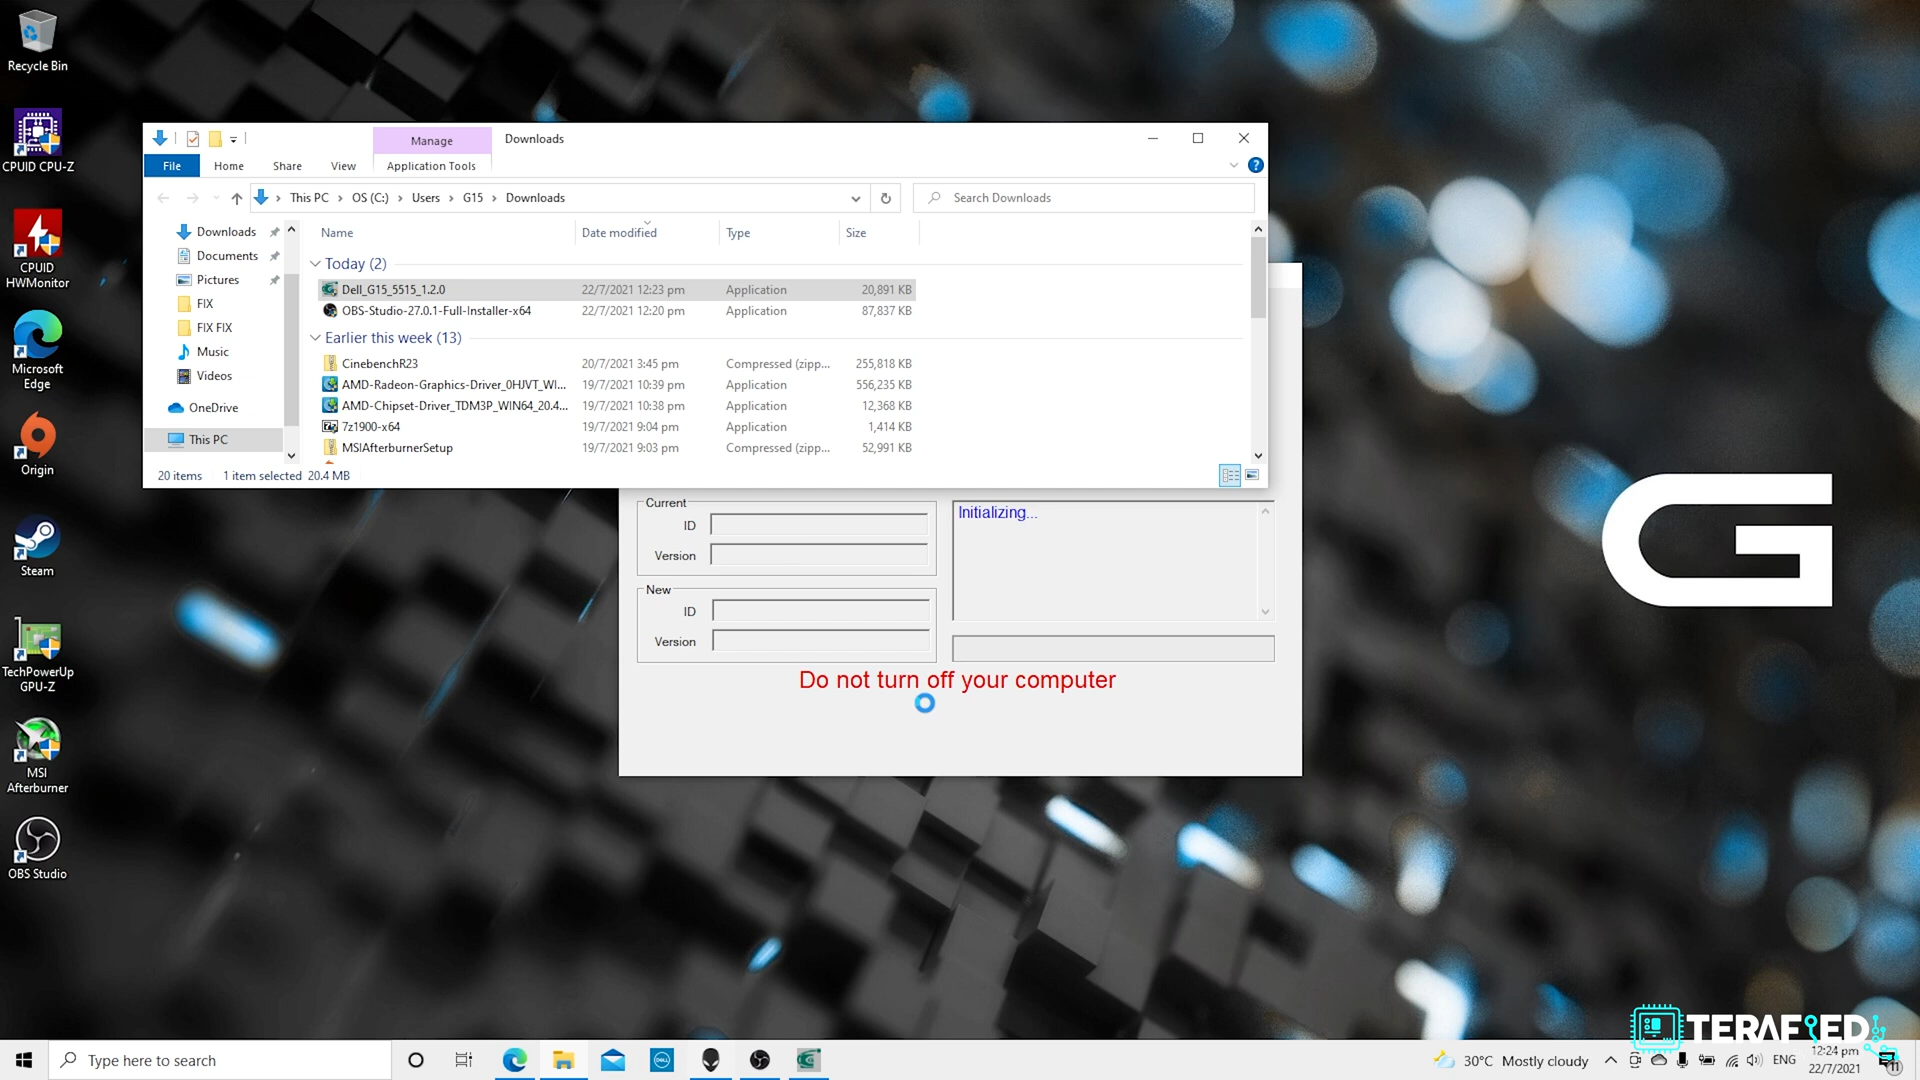 Recycle Bin
CPUID CPU-Z
CPUID
HWMonitor
Microsoft
Edge
Origin
Steam
TechPowerUp
GPU-Z
MSI
Afterburner
OBS Studio
Manage
Downloads
File
Home
Share
View
Application Tools
This PC
OS (C:)
Users
G15
Downloads
Search Downloads
Downloads
Documents
Pictures
FIX
FIX FIX
Music
Videos
OneDrive
This PC
Name
Date modified
Type
Size
Today (2)
Dell_G15_5515_1.2.0 22/7/2021 12:23 pm Application 20,891 KB
OBS-Studio-27.0.1-Full-Installer-x64 22/7/2021 12:20 pm Application 87,837 KB
Earlier this week (13)
CinebenchR23 20/7/2021 3:45 pm Compressed (zipp... 255,818 KB
AMD-Radeon-Graphics-Driver_0HJVT_WI... 19/7/2021 10:39 pm Application 556,235 KB
AMD-Chipset-Driver_TDM3P_WIN64_20.4... 19/7/2021 10:38 pm Application 12,368 KB
7z1900-x64 19/7/2021 9:04 pm Application 1,414 KB
MSIAfterburnerSetup 19/7/2021 9:03 pm Compressed (zipp... 52,991 KB
20 items 1 item selected 20.4 MB
Current
ID
Version
New
ID
Version
Initializing...
Do not turn off your computer
G
TERAFIED
Type here to search
DELL
30°C Mostly cloudy
ENG
12:24 pm
22/7/2021
11